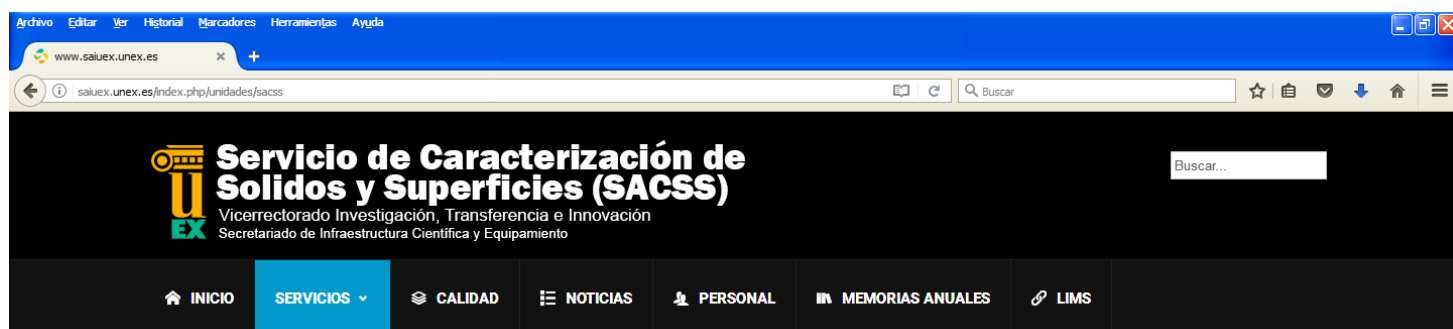 Archivo Editar Ver Historial Marcadores Herramientas Ayuda
www.saiuex.unex.es
saiuex.unex.es/index.php/unidades/sacss
Buscar
Servicio de Caracterización de
Solidos y Superficies (SACSS)
Vicerrectorado Investigación, Transferencia e Innovación
Secretariado de Infraestructura Científica y Equipamiento
UEX
Buscar...
INICIO SERVICIOS CALIDAD NOTICIAS PERSONAL MEMORIAS ANUALES LIMS